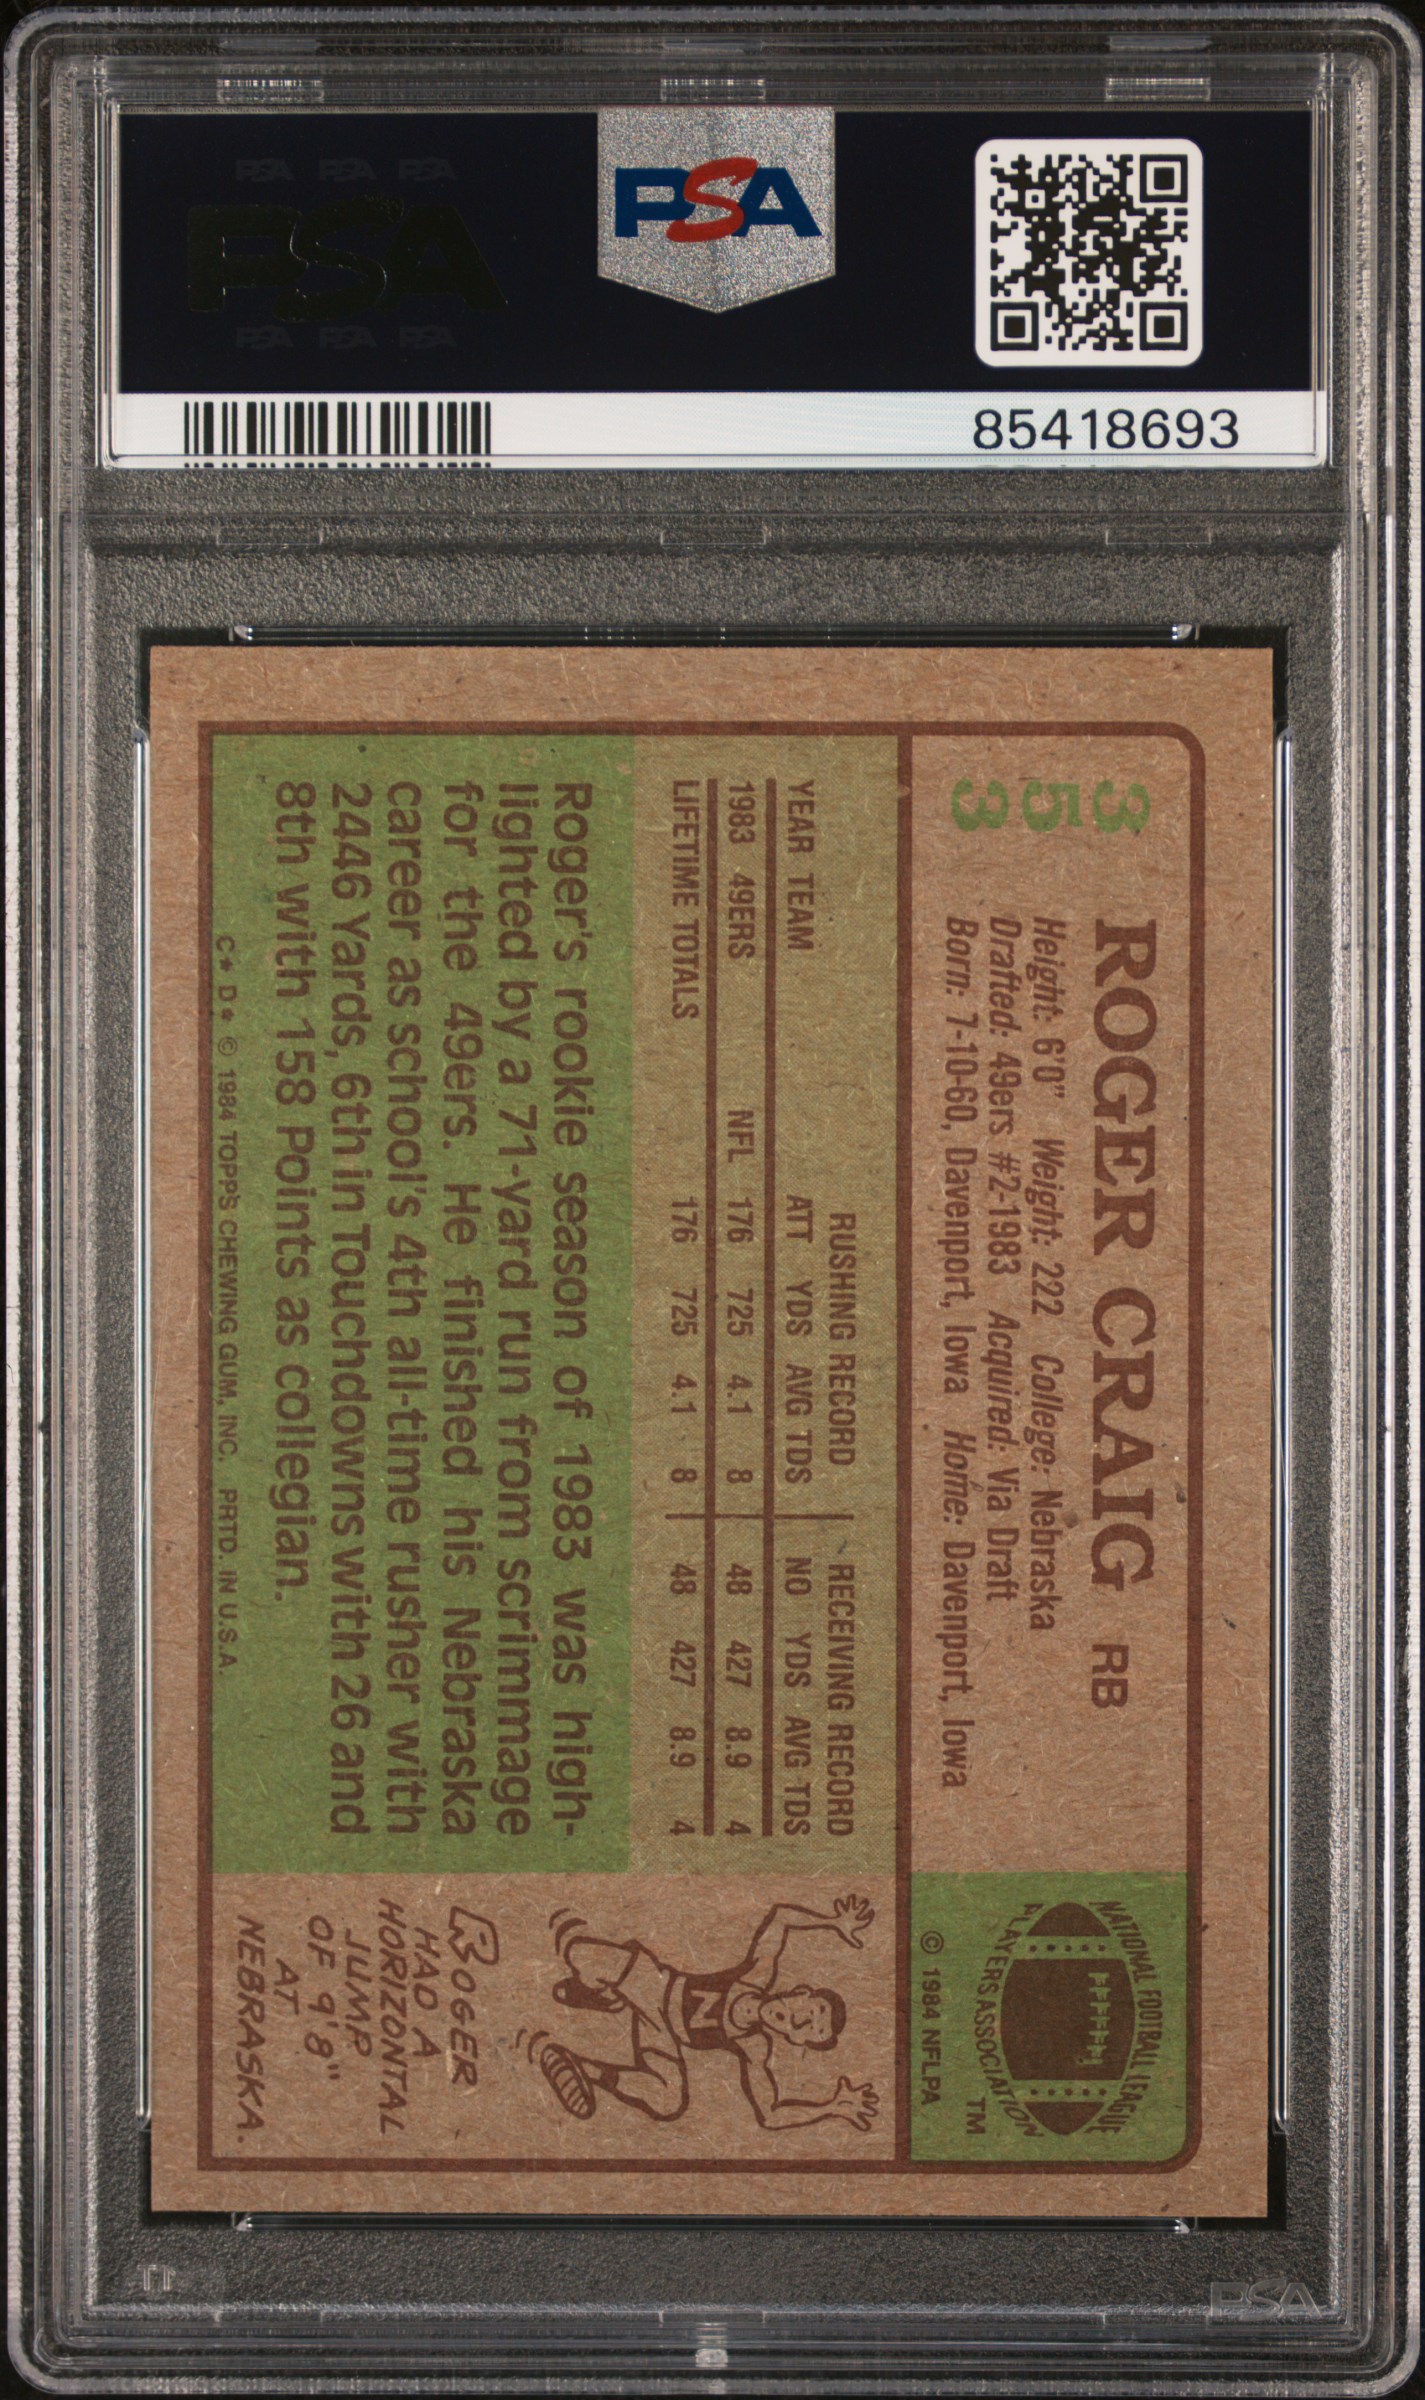 PSA PSA PSA
PSA
PSA PSA PSA
PSA
85418693
353
ROGER CRAIG RB
Height: 6'0" Weight: 222 College: Nebraska
Drafted: 49ers #2-1983 Acquired: Via Draft
Born: 7-10-60, Davenport, Iowa Home: Davenport, Iowa
NATIONAL FOOTBALL LEAGUE
PLAYERS ASSOCIATION
TM
© 1984 NFLPA
RUSHING RECORD RECEIVING RECORD
YEAR TEAM ATT YDS AVG TDS NO YDS AVG TDS
1983 49ERS NFL 176 725 4.1 8 48 427 8.9 4
LIFETIME TOTALS 176 725 4.1 8 48 427 8.9 4
Roger's rookie season of 1983 was high-
lighted by a 71-yard run from scrimmage
for the 49ers. He finished his Nebraska
career as school's 4th all-time rusher with
2446 Yards, 6th in Touchdowns with 26 and
8th with 158 Points as collegian.
C* D* © 1984 TOPPS CHEWING GUM, INC. PRTD. IN U.S.A.
N
ROGER
HAD A
HORIZONTAL
JUMP
OF 9'8"
AT
NEBRASKA.
PSA